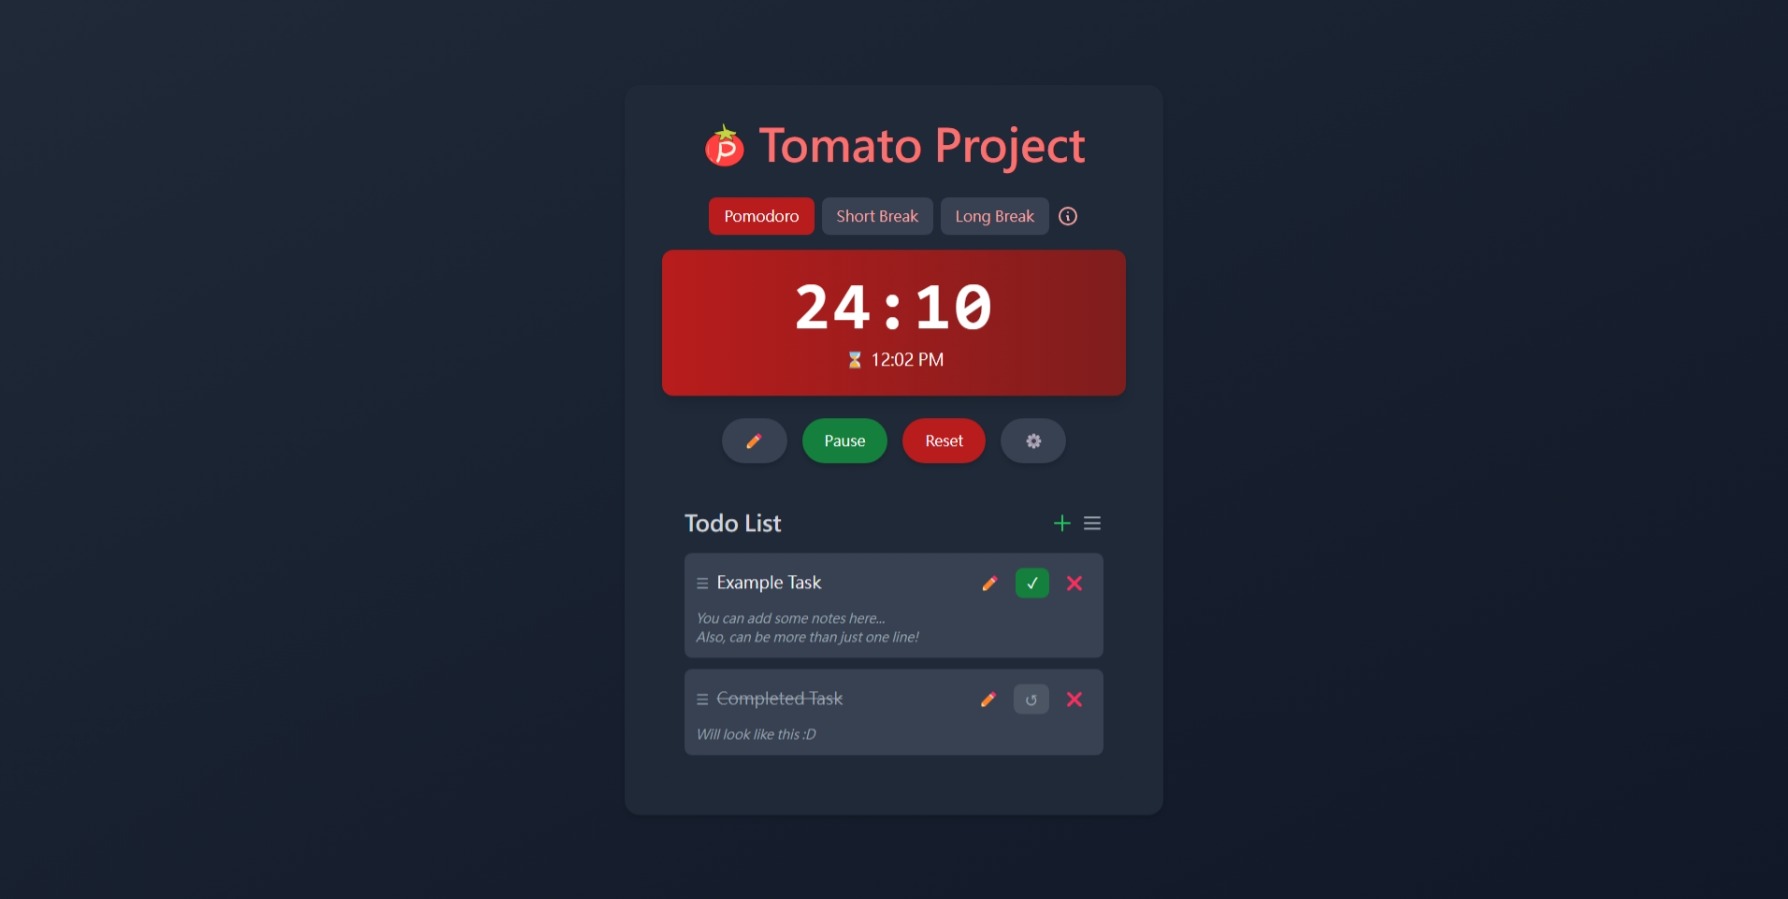 Tomato Project
Pomodoro Short Break Long Break
24:10
⏳ 12:02 PM
Pause Reset
Todo List
Example Task
You can add some notes here...
Also, can be more than just one line!
Completed Task
Will look like this :D